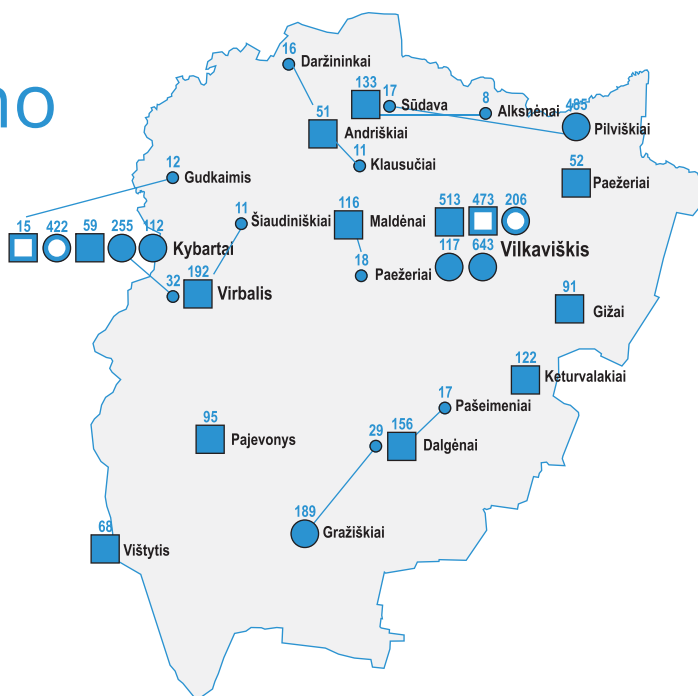 no
16
Daržininkai
133
17
Sūdava
8
Alksnėnai
485
Pilviškiai
51
Andriškiai
11
Klausučiai
12
Gudkaimis
52
Paežeriai
15 422 59 255 112
Kybartai
11
Šiaudiniškiai
116
Maldėnai
513 473 206
Vilkaviškis
117 643
18
Paežeriai
32
192
Virbalis
91
Gižai
122
Keturvalakiai
17
Pašeimeniai
95
Pajevonys
29
156
Dalgėnai
189
Gražiškiai
68
Vištytis